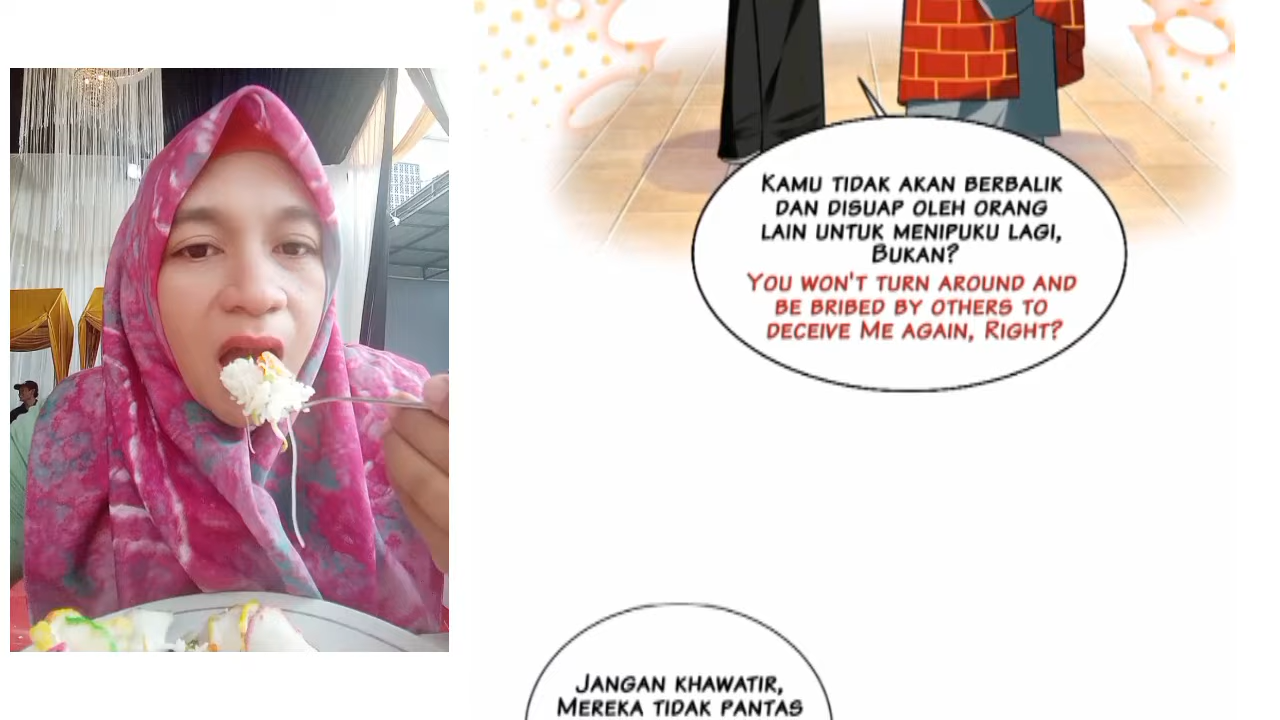 Kamu tidak akan berbalik
dan disuap oleh orang
lain untuk menipuku lagi,
Bukan?
You won't turn around and
be bribed by others to
deceive Me again, Right?
Jangan khawatir,
Mereka tidak pantas